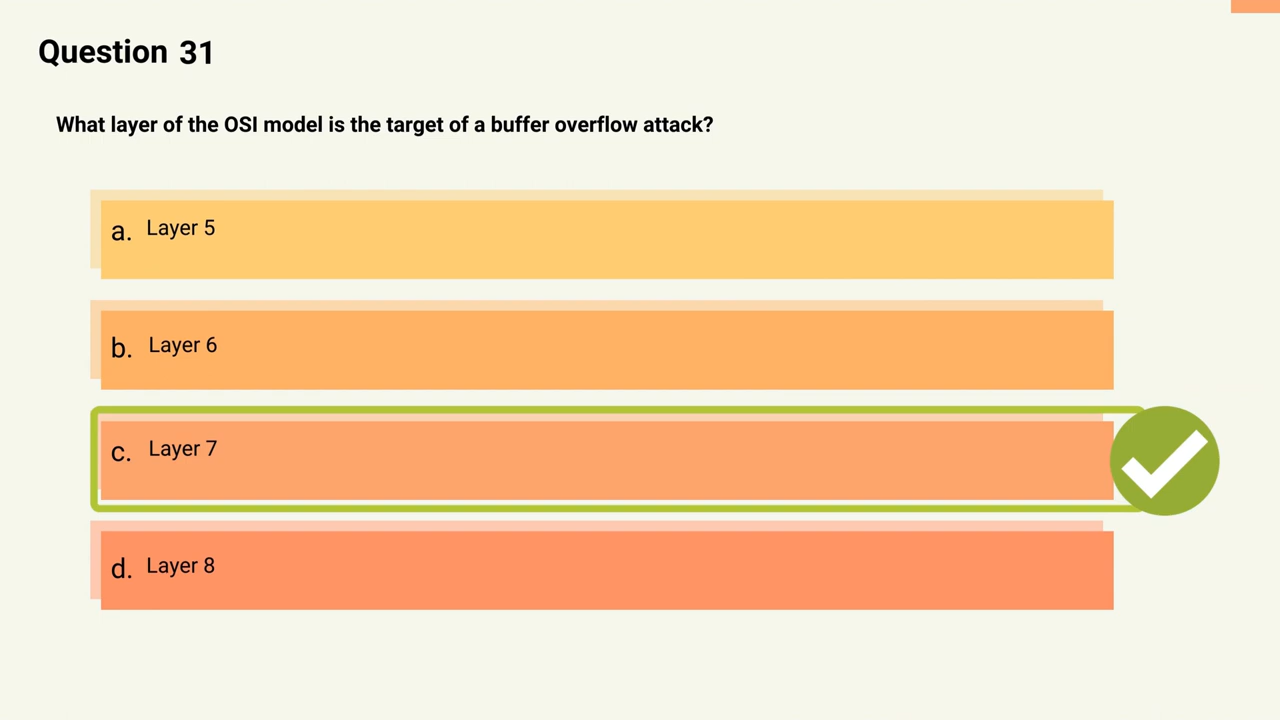 Question 31
What layer of the OSI model is the target of a buffer overflow attack?
a. Layer 5
b. Layer 6
c. Layer 7
d. Layer 8